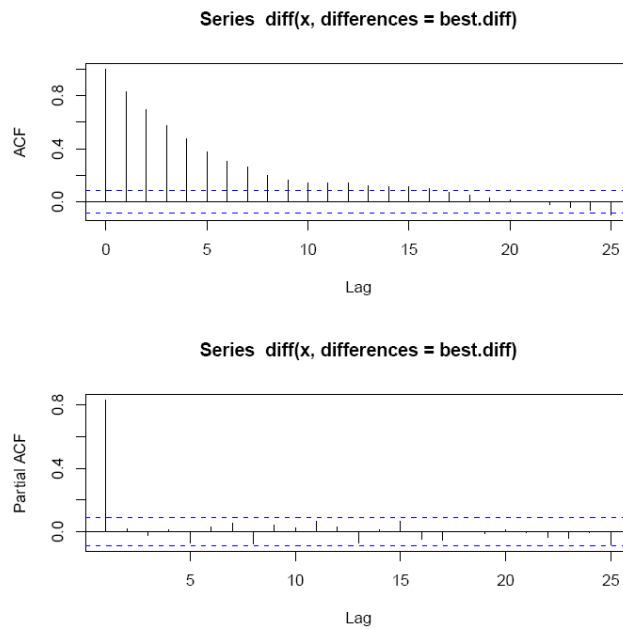 Series  diff(x, differences = best.diff)
ACF
0.8
0.4
0.0
0 5 10 15 20 25
Lag
Series  diff(x, differences = best.diff)
Partial ACF
0.8
0.4
0.0
5 10 15 20 25
Lag